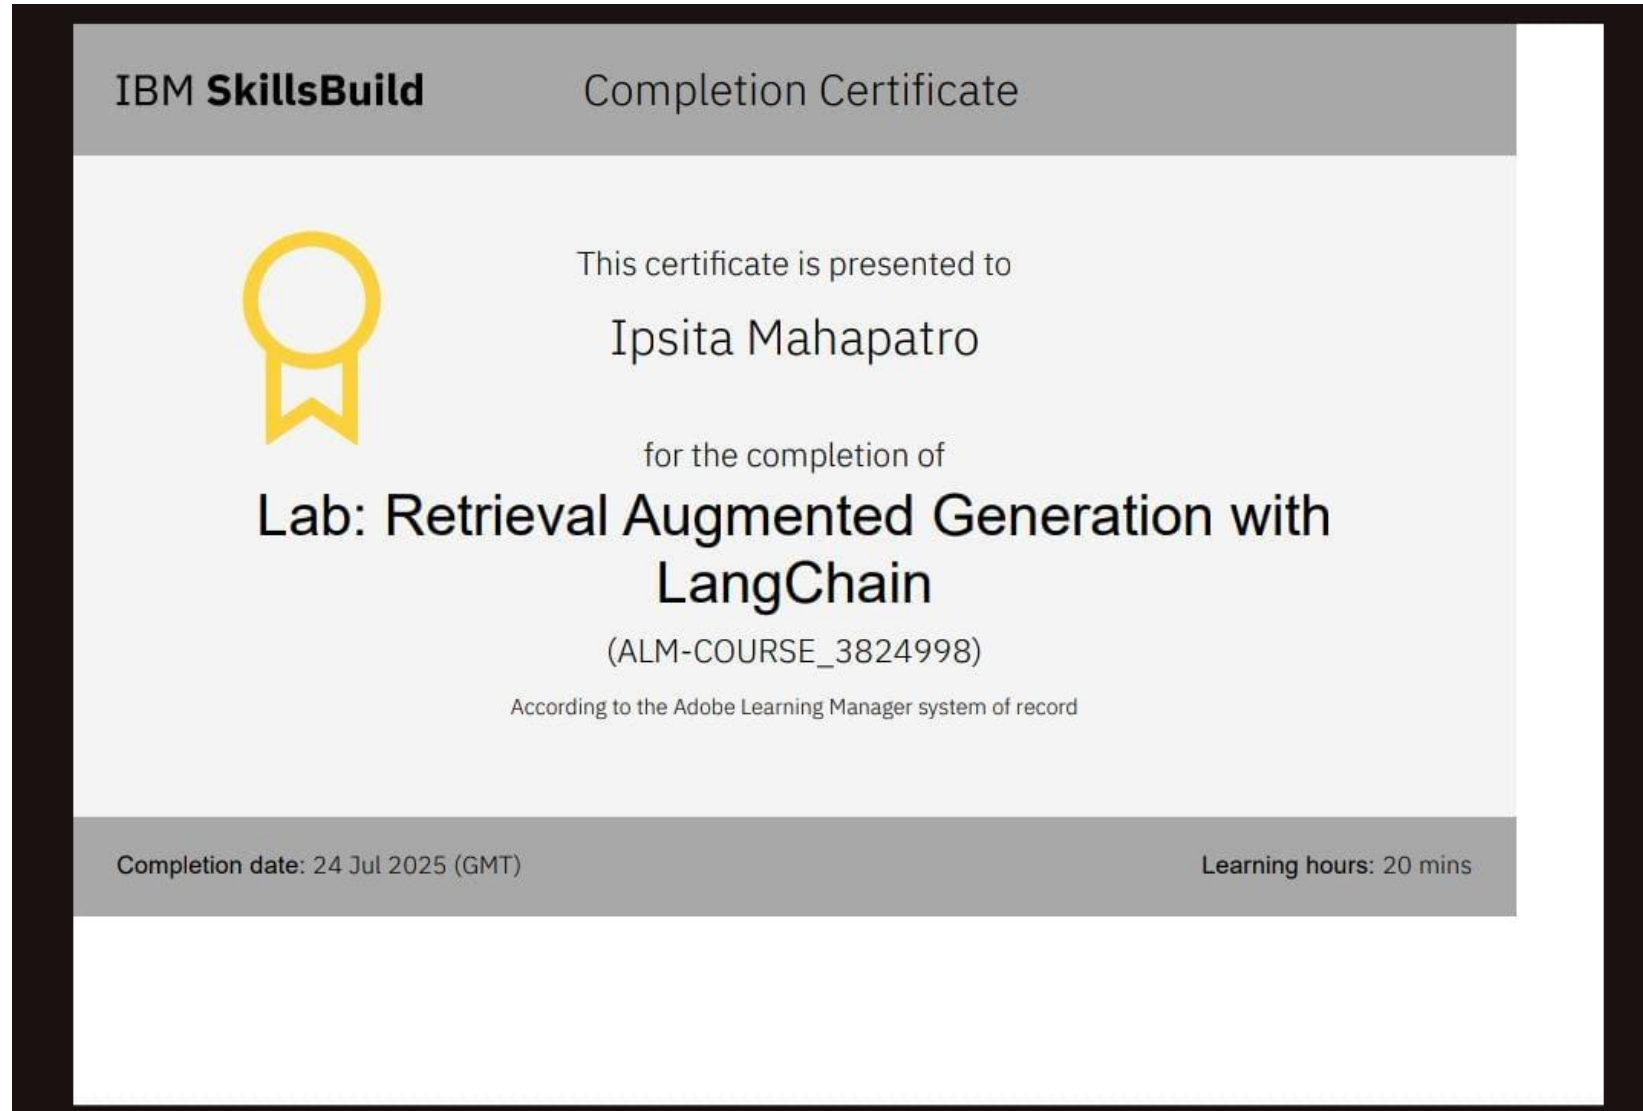 IBM SkillsBuild
Completion Certificate
This certificate is presented to
Ipsita Mahapatro
for the completion of
Lab: Retrieval Augmented Generation with
LangChain
(ALM-COURSE_3824998)
According to the Adobe Learning Manager system of record
Completion date: 24 Jul 2025 (GMT)
Learning hours: 20 mins